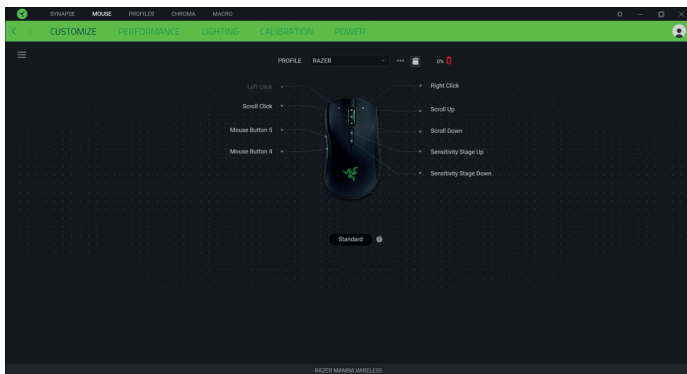 SYNAPSE MOUSE PROFILES CHROMA MACRO
CUSTOMIZE PERFORMANCE LIGHTING CALIBRATION POWER
PROFILE RAZER 0%
Left Click Right Click
Scroll Click Scroll Up
Mouse Button 5 Scroll Down
Mouse Button 4 Sensitivity Stage Up
Sensitivity Stage Down
Standard
RAZER MAMBA WIRELESS